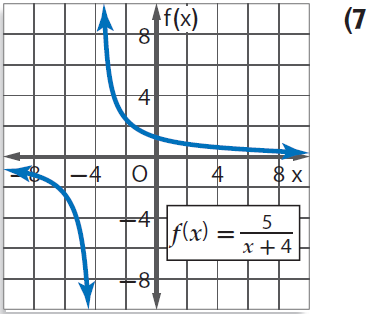 f(x)
(7
8
4
–8
–4
O
4
8 x
–4
f(x) = 5 / x + 4
–8